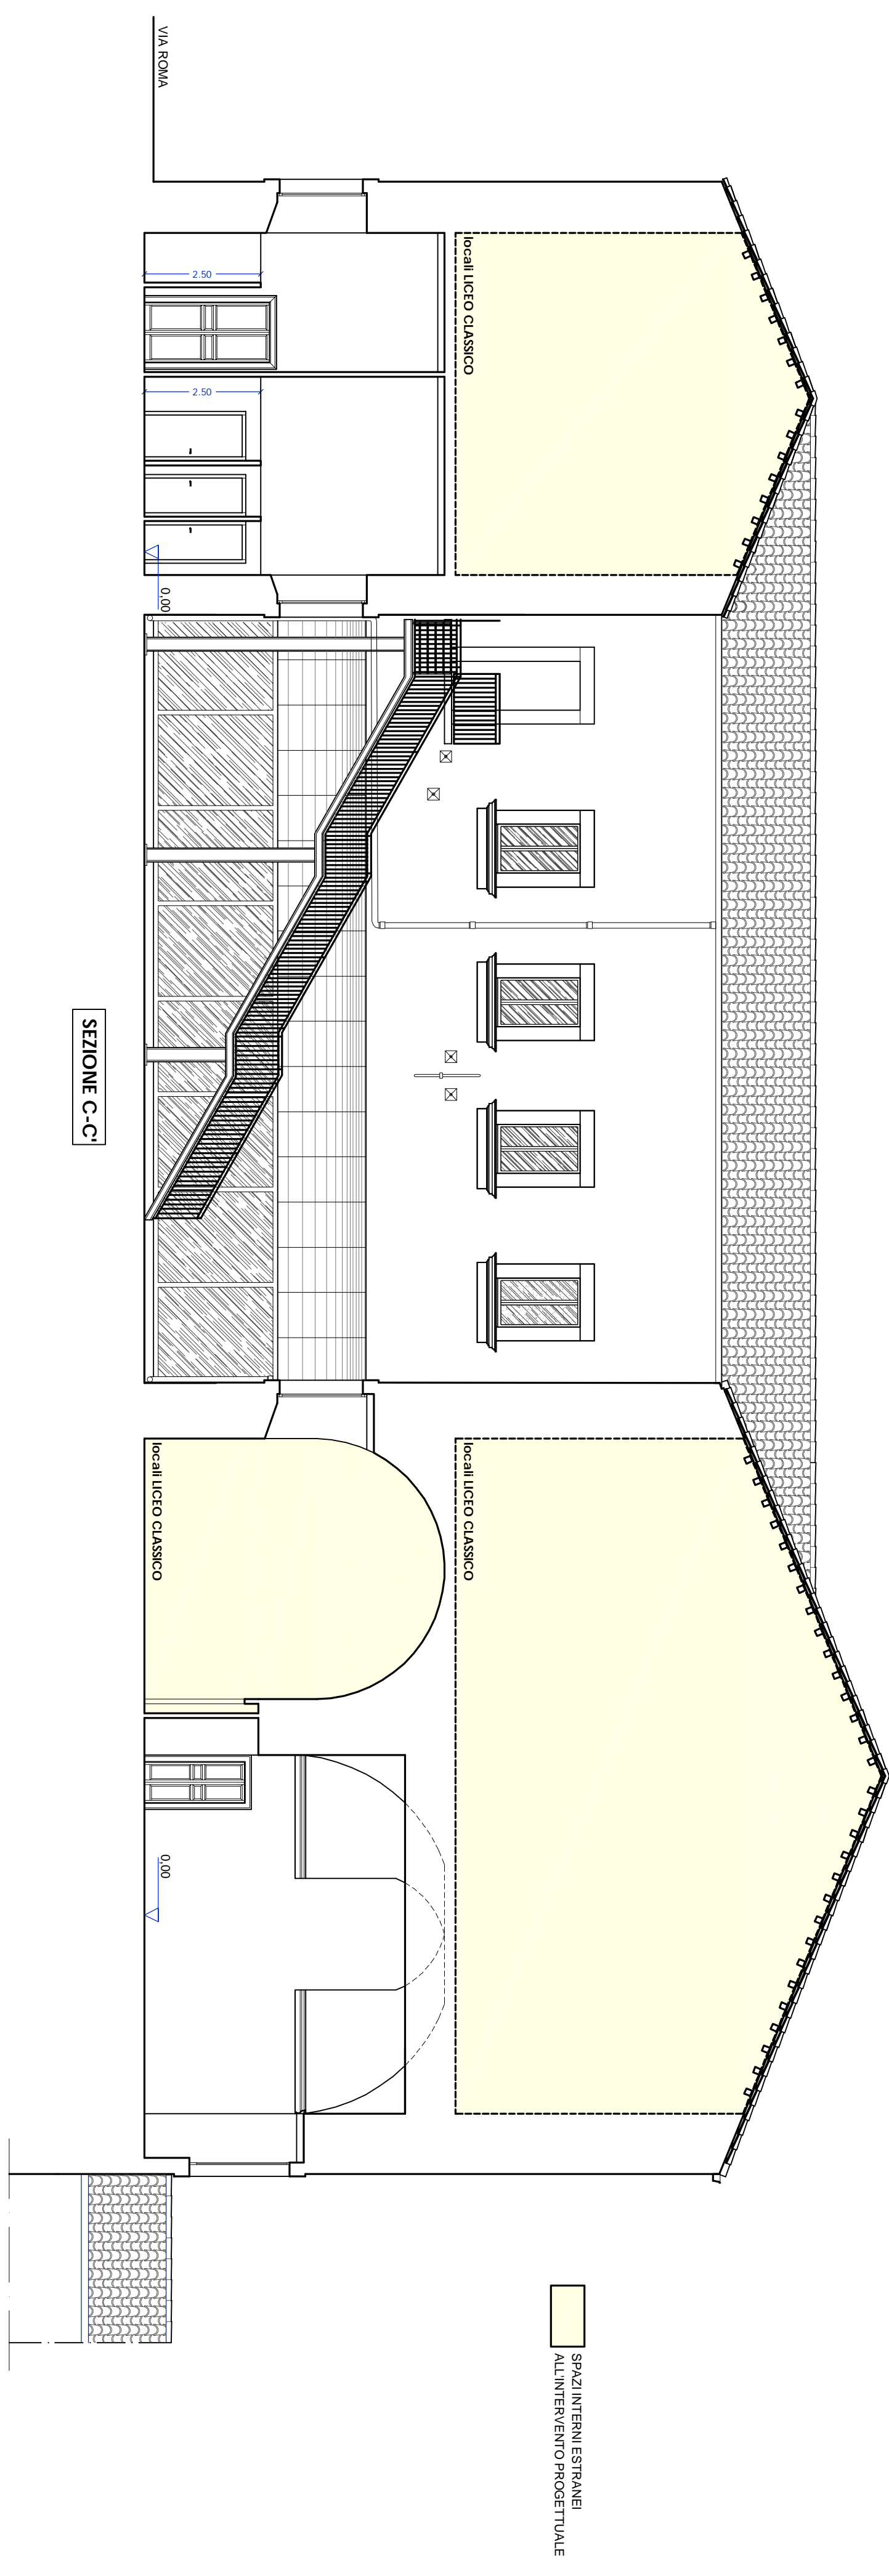 VIA ROMA
locali LICEO CLASSICO
2.50
2.50
0,00
locali LICEO CLASSICO
locali LICEO CLASSICO
0,00
SEZIONE C-C'
SPAZI INTERNI ESTRANEI
ALL'INTERVENTO PROGETTUALE